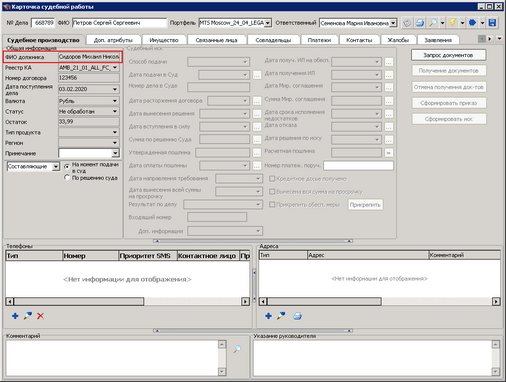 Карточка судебной работы
№ Дела 668789 ФИО Петров Сергей Сергеевич Портфель MTS Moscow_24_04_LEGA Ответственный Семенова Мария Ивановна
Судебное производство Доп. атрибуты Имущество Связанные лица Совладельцы Платежи Контакты Жалобы Заявления
Общая информация
ФИО должника Сидоров Михаил Никол
Реестр КА AMB_21_01_ALL_FC_
Номер договора 123456
Дата поступления дела 03.02.2020
Валюта Рубль
Статус Не обработан
Остаток 33,99
Тип продукта
Регион
Примечание
Составляющие
На момент подачи в суд
По решению суда
Судебный иск
Способ подачи
Дата подачи в Суд
Номер дела в Суде
Дата расторжения договора
Дата вынесения решения
Дата вступления в силу
Сумма по решению Суда
Утвержденная пошлина
Дата оплаты пошлины
Дата направления требования
Дата вынесения всей суммы на просрочку
Результат по делу
Входящий номер
Доп. информация
Дата получ. ИП на обесп.
Дата получения ИП
Дата Мир. соглашения
Сумма Мир. соглашения
Дата срока исполнения недостатков
Дата отказа
Дата решения по иску
Расчетная пошлина
Номер платеж. поруч.
Кредитное досье получено
Вынесена вся сумма на просрочку
Прикрепить обесп. меры Прикрепить
Запрос документов
Получение документов
Отмена получения док-тов
Сформировать приказ
Сформировать иск
Телефоны
Тип Номер Приоритет SMS Контактное лицо Пр
<Нет информации для отображения>
Адреса
Тип Адрес Комментарий
<Нет информации для отображения>
Комментарий
Указание руководителя